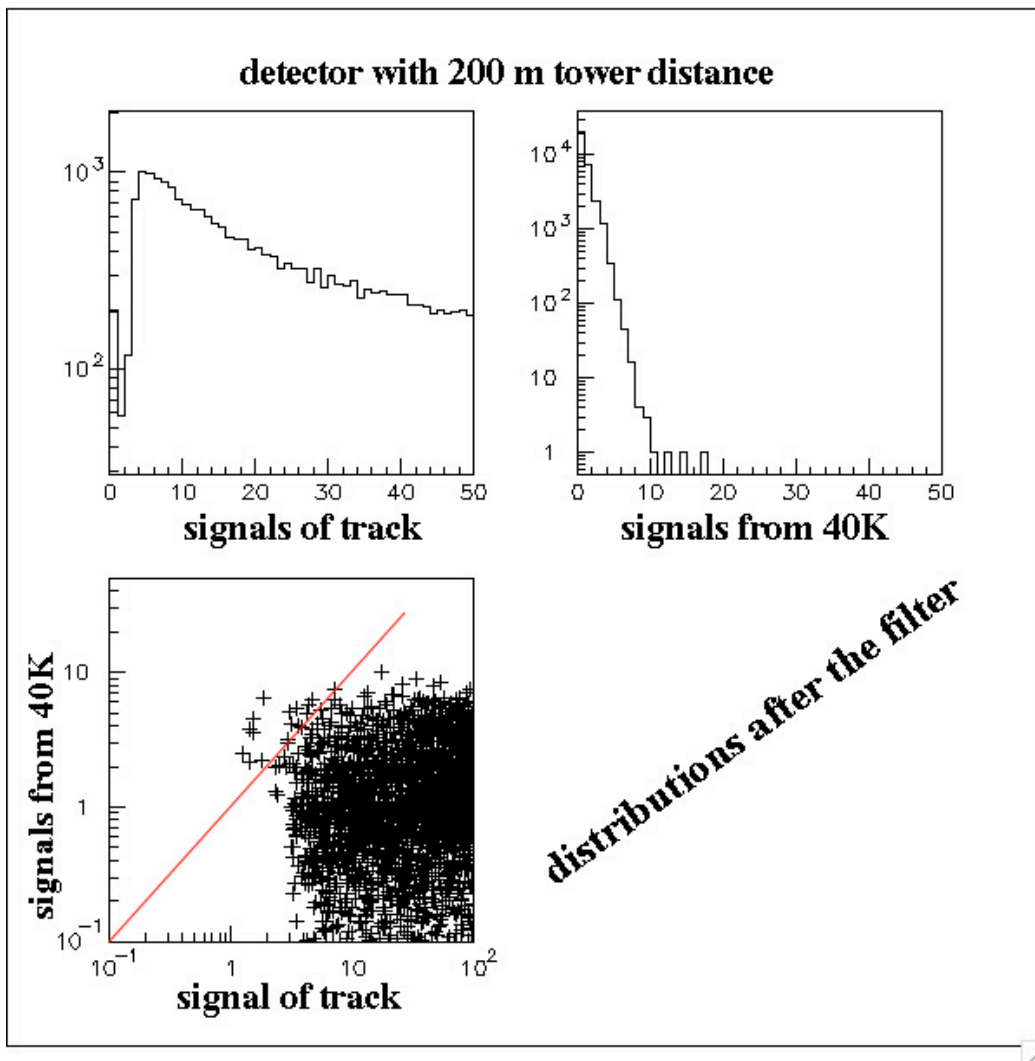 detector with 200 m tower distance
10³
10²
0 10 20 30 40 50
signals of track
10⁴
10³
10²
10
1
0 10 20 30 40 50
signals from 40K
signals from 40K
10
1
10⁻¹
10⁻¹ 1 10 10²
signal of track
distributions after the filter